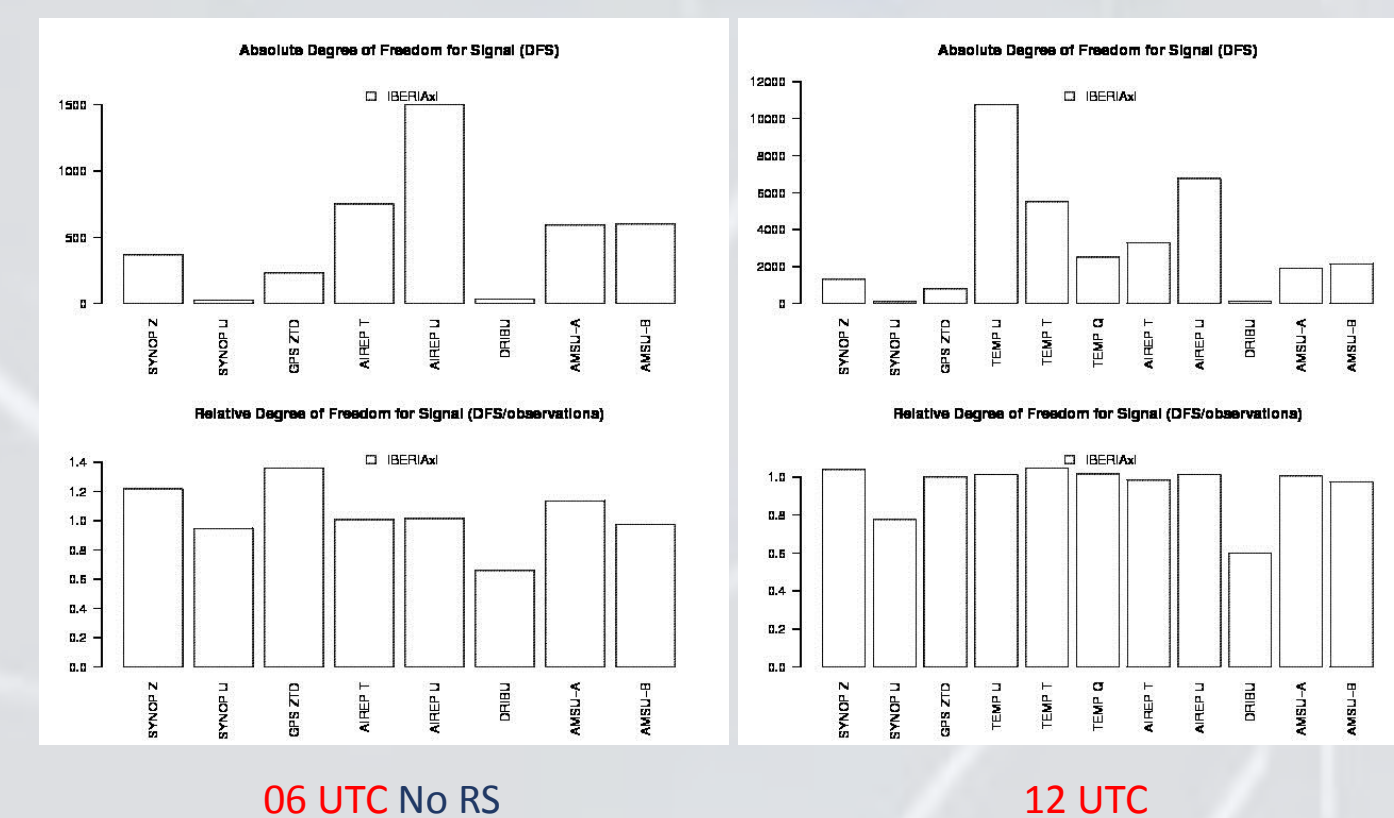 Absolute Degree of Freedom for Signal (DFS)
IBERIAxl
1500
1000
500
0
SYNOP Z
SYNOP U
GPS ZTD
AIREP T
AIREP U
DRIBU
AMSU-A
AMSU-B
Relative Degree of Freedom for Signal (DFS/observations)
IBERIAxl
1.4
1.2
1.0
0.8
0.6
0.4
0.2
0.0
SYNOP Z
SYNOP U
GPS ZTD
AIREP T
AIREP U
DRIBU
AMSU-A
AMSU-B
06 UTC No RS
Absolute Degree of Freedom for Signal (DFS)
IBERIAxl
12000
10000
8000
6000
4000
2000
0
SYNOP Z
SYNOP U
GPS ZTD
TEMP U
TEMP T
TEMP Q
AIREP T
AIREP U
DRIBU
AMSU-A
AMSU-B
Relative Degree of Freedom for Signal (DFS/observations)
IBERIAxl
1.0
0.8
0.6
0.4
0.2
0.0
SYNOP Z
SYNOP U
GPS ZTD
TEMP U
TEMP T
TEMP Q
AIREP T
AIREP U
DRIBU
AMSU-A
AMSU-B
12 UTC